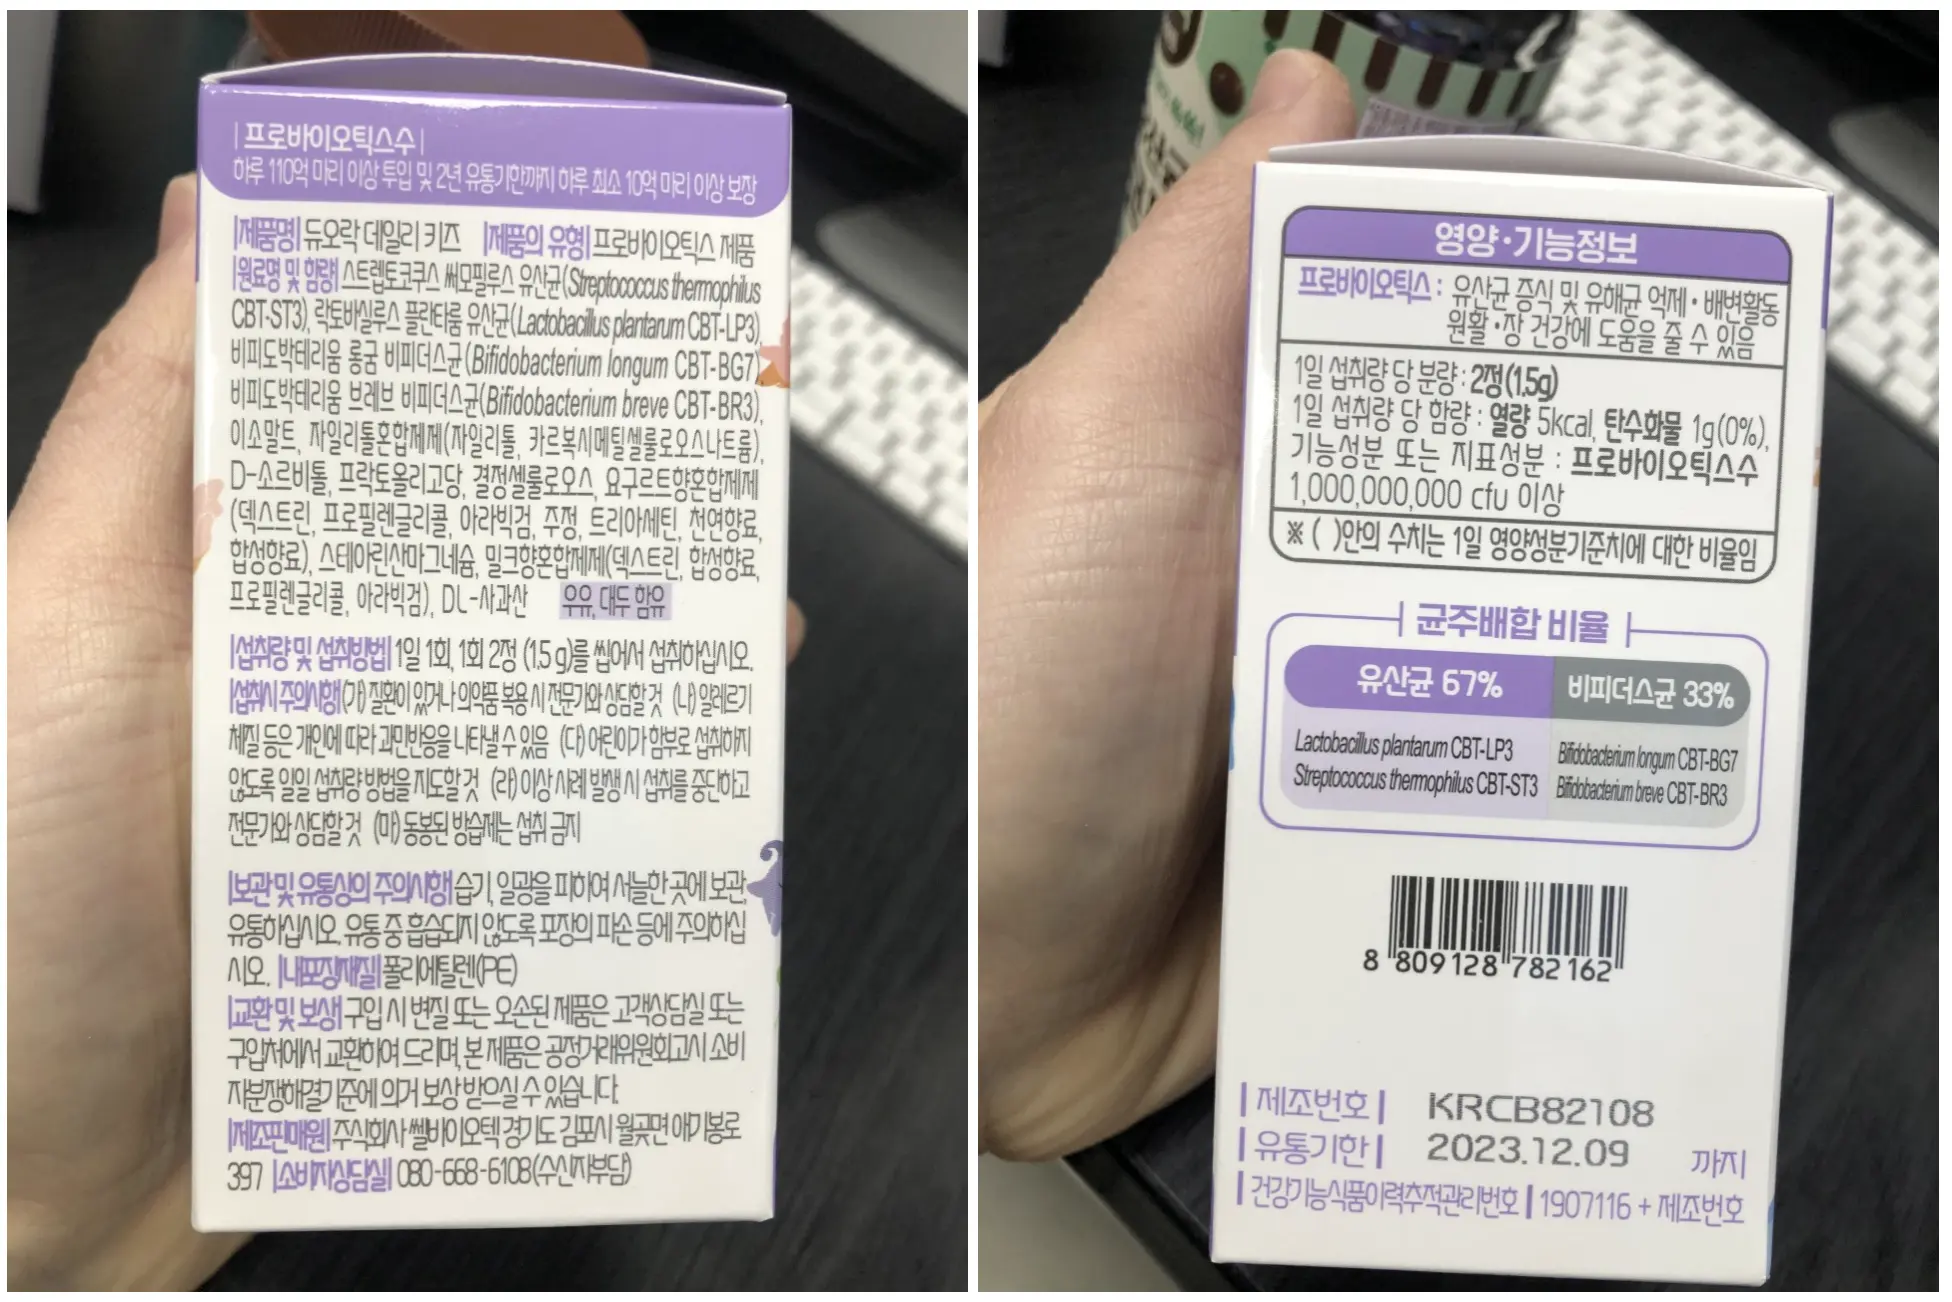 프로바이오틱스수
하루 110억 마리 이상 투입 및 2년 유통기한까지 하루 최소 10억 마리 이상 보장
|제품명| 듀오락 데일리 키즈 |제품의 유형| 프로바이오틱스 제품
|원료명 및 함량| 스트렙토코쿠스 써모필루스 유산균(Streptococcus thermophilus
CBT-ST3), 락토바실루스 플란타룸 유산균(Lactobacillus plantarum CBT-LP3),
비피도박테리움 롱굼 비피더스균(Bifidobacterium longum CBT-BG7),
비피도박테리움 브레브 비피더스균(Bifidobacterium breve CBT-BR3),
이소말트, 자일리톨혼합제제(자일리톨, 카르복시메틸셀룰로오스나트륨),
D-소르비톨, 프락토올리고당, 결정셀룰로오스, 요구르트향혼합제제
(덱스트린, 프로필렌글리콜, 아라빅검, 주정, 트리아세틴, 천연향료,
합성향료), 스테아린산마그네슘, 밀크향혼합제제(덱스트린, 합성향료,
프로필렌글리콜, 아라빅검), DL-사과산 우유, 대두 함유
|섭취량 및 섭취방법| 1일 1회, 1회 2정 (1.5 g)를 씹어서 섭취하십시오.
|섭취시 주의사항| (가) 질환이 있거나 의약품 복용 시 전문가와 상담할 것 (나) 알레르기
체질 등은 개인에 따라 과민반응을 나타낼 수 있음 (다) 어린이가 함부로 섭취하지
않도록 일일 섭취량 방법을 지도할 것 (라) 이상 사례 발생 시 섭취를 중단하고
전문가와 상담할 것 (마) 동봉된 방습제는 섭취 금지
|보관 및 유통상의 주의사항| 습기, 일광을 피하여 서늘한 곳에 보관,
유통하십시오. 유통 중 흡습되지 않도록 포장의 파손 등에 주의하십
시오. |내포장재질| 폴리에틸렌(PE)
|교환 및 보상| 구입 시 변질 또는 오손된 제품은 고객상담실 또는
구입처에서 교환하여 드리며, 본 제품은 공정거래위원회고시 소비
자분쟁해결기준에 의거 보상 받으실 수 있습니다.
|제조판매원| 주식회사 쎌바이오텍 경기도 김포시 월곶면 애기봉로
397 |소비자상담실| 080-668-6108(수신자부담)
영양·기능정보
프로바이오틱스 : 유산균 증식 및 유해균 억제·배변활동
원활·장 건강에 도움을 줄 수 있음
1일 섭취량 당 분량 : 2정(1.5g)
1일 섭취량 당 함량 : 열량 5kcal, 탄수화물 1g(0%),
기능성분 또는 지표성분 : 프로바이오틱스수
1,000,000,000 cfu 이상
※ ( )안의 수치는 1일 영양성분기준치에 대한 비율임
균주배합 비율
유산균 67% 비피더스균 33%
Lactobacillus plantarum CBT-LP3 Bifidobacterium longum CBT-BG7
Streptococcus thermophilus CBT-ST3 Bifidobacterium breve CBT-BR3
8 809128 782162
|제조번호| KRCB82108
|유통기한| 2023.12.09 까지
|건강기능식품이력추적관리번호| 1907116 + 제조번호